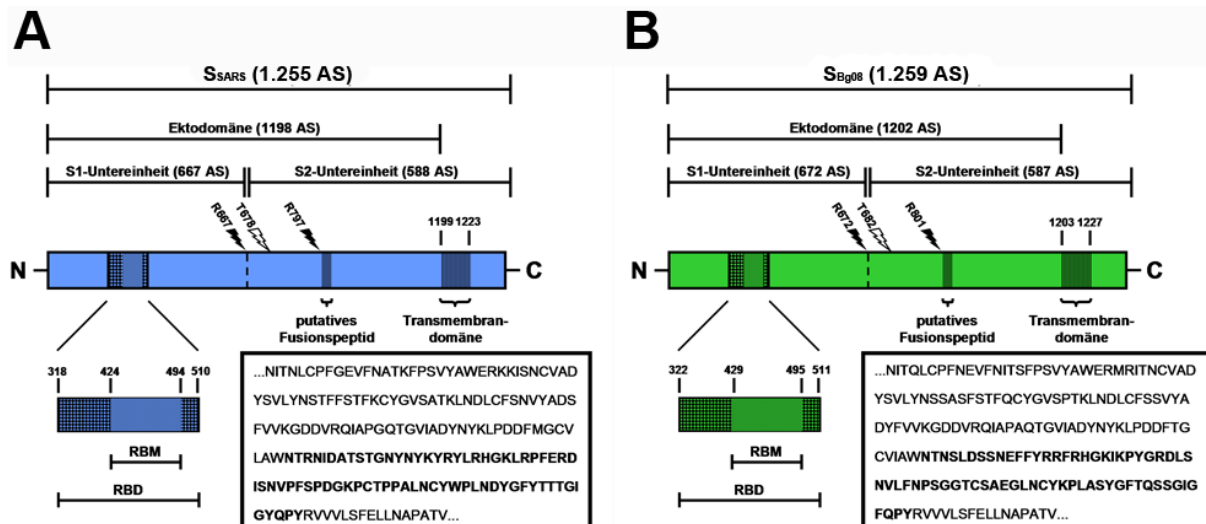 A
S SARS (1.255 AS)
Ektodomäne (1198 AS)
S1-Untereinheit (667 AS)
S2-Untereinheit (588 AS)
R667
T678
R797
1199 1223
N
C
putatives
Fusionspeptid
Transmembran-
domäne
318 424 494 510
RBM
RBD
...NITNLCPFGEVFNATKFPSVYAWERKKISNCVAD
YSVLYNSTFFSTFKCYGVSATKLNDLCFSNVYADS
FVVKGDDVRQIAPGQTGVIADYNYKLPDDFMGCV
LAWNTRNIDATSTGNYNYKYRYLRHGKLRPFERD
ISNVPFSPDGKPCTPPALNCYWPLNDYGFYTTTGI
GYQPYRVVVLSFELLNAPATV...
B
S Bg08 (1.259 AS)
Ektodomäne (1202 AS)
S1-Untereinheit (672 AS)
S2-Untereinheit (587 AS)
R672
T682
R801
1203 1227
N
C
putatives
Fusionspeptid
Transmembran-
domäne
322 429 495 511
RBM
RBD
...NITQLCPFNEVFNITSFPSVYAWERMRITNCVAD
YSVLYNSSASFSTFQCYGVSPTKLNDLCFSSVYA
DYFVVKGDDVRQIAPAQTGVIADYNYKLPDDFTG
CVIAWNTNSLDSSNEFFYRRFRHGKIKPYGRDLS
NVLFNPSGGTCSAEGLNCYKPLASYGFTQSSGIG
FQPYRVVVLSFELLNAPATV...